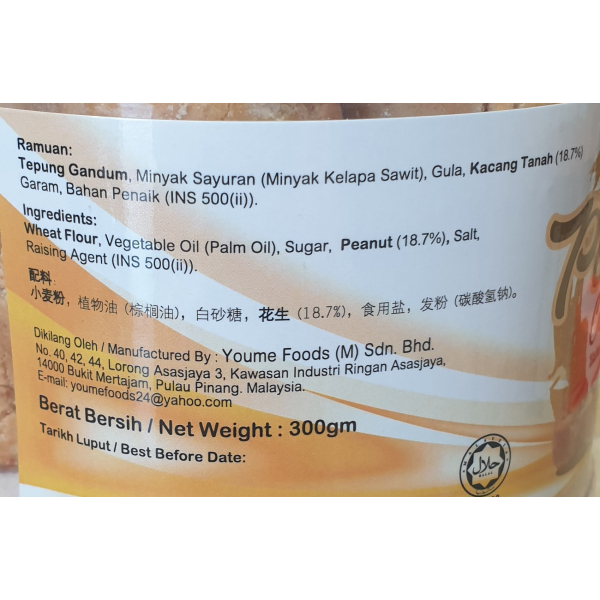 Ramuan:
Tepung Gandum, Minyak Sayuran (Minyak Kelapa Sawit), Gula, Kacang Tanah (18.7%)
Garam, Bahan Penaik (INS 500(ii)).
Ingredients:
Wheat Flour, Vegetable Oil (Palm Oil), Sugar, Peanut (18.7%), Salt,
Raising Agent (INS 500(ii)).
配料:
小麦粉, 植物油 (棕榈油), 白砂糖, 花生 (18.7%), 食用盐, 发粉 (碳酸氢钠)。
Dikilang Oleh / Manufactured By : Youme Foods (M) Sdn. Bhd.
No. 40, 42, 44, Lorong Asasjaya 3, Kawasan Industri Ringan Asasjaya,
14000 Bukit Mertajam, Pulau Pinang. Malaysia.
E-mail: youmefoods24@yahoo.com
Berat Bersih / Net Weight : 300gm
Tarikh Luput / Best Before Date:
حلال
HALAL